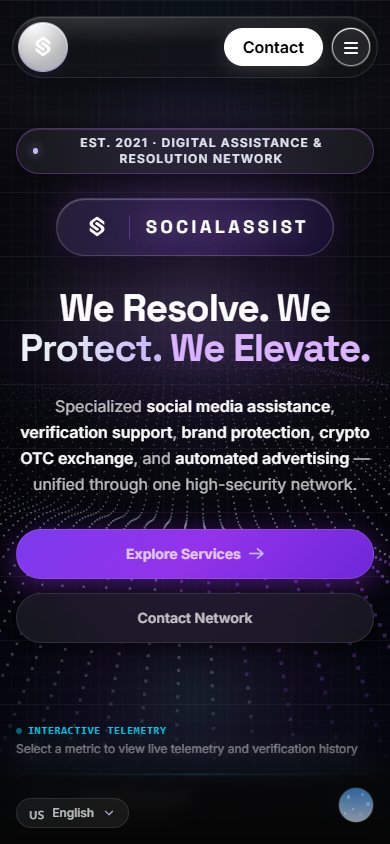 Contact
EST. 2021 · DIGITAL ASSISTANCE &
RESOLUTION NETWORK
SOCIALASSIST
We Resolve. We
Protect. We Elevate.
Specialized social media assistance,
verification support, brand protection, crypto
OTC exchange, and automated advertising —
unified through one high-security network.
Explore Services →
Contact Network
INTERACTIVE TELEMETRY
Select a metric to view live telemetry and verification history
US English